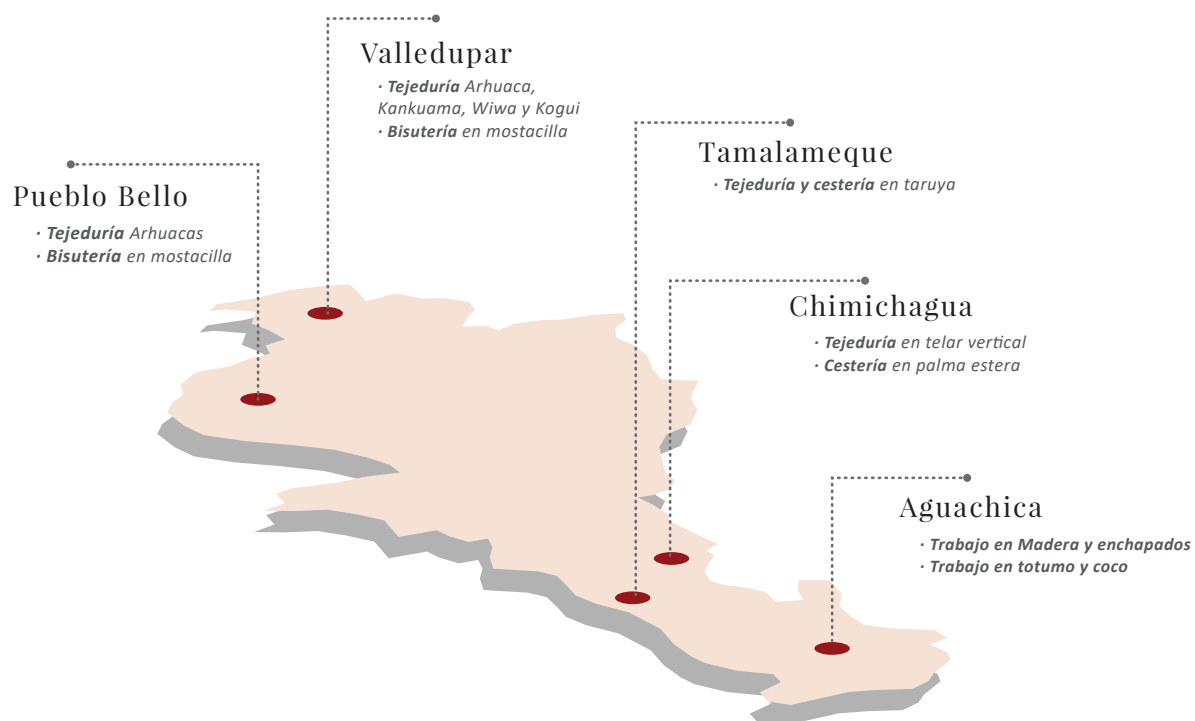 Valledupar
· Tejeduría Arhuaca,
Kankuama, Wiwa y Kogui
· Bisutería en mostacilla
Tamalameque
· Tejeduría y cestería en taruya
Pueblo Bello
· Tejeduría Arhuacas
· Bisutería en mostacilla
Chimichagua
· Tejeduría en telar vertical
· Cestería en palma estera
Aguachica
· Trabajo en Madera y enchapados
· Trabajo en totumo y coco